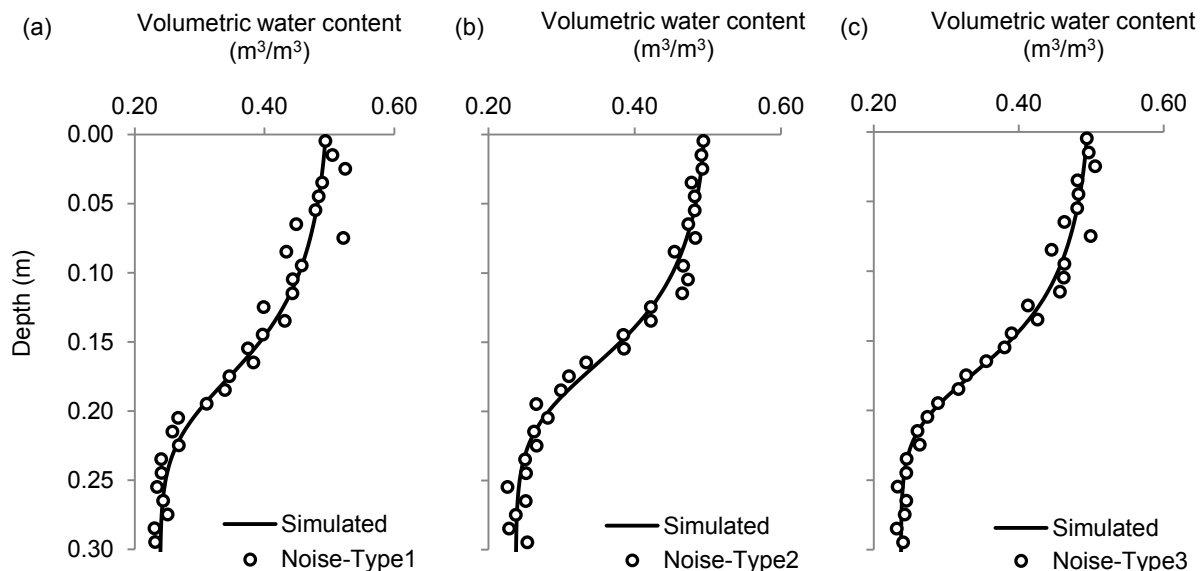 (a) Volumetric water content (b) Volumetric water content (c) Volumetric water content
(m³/m³) (m³/m³) (m³/m³)
0.20 0.40 0.60 0.20 0.40 0.60 0.20 0.40 0.60
0.00
0.05
0.10
0.15
0.20
0.25
0.30
Depth (m)
Simulated Simulated Simulated
Noise-Type1 Noise-Type2 Noise-Type3